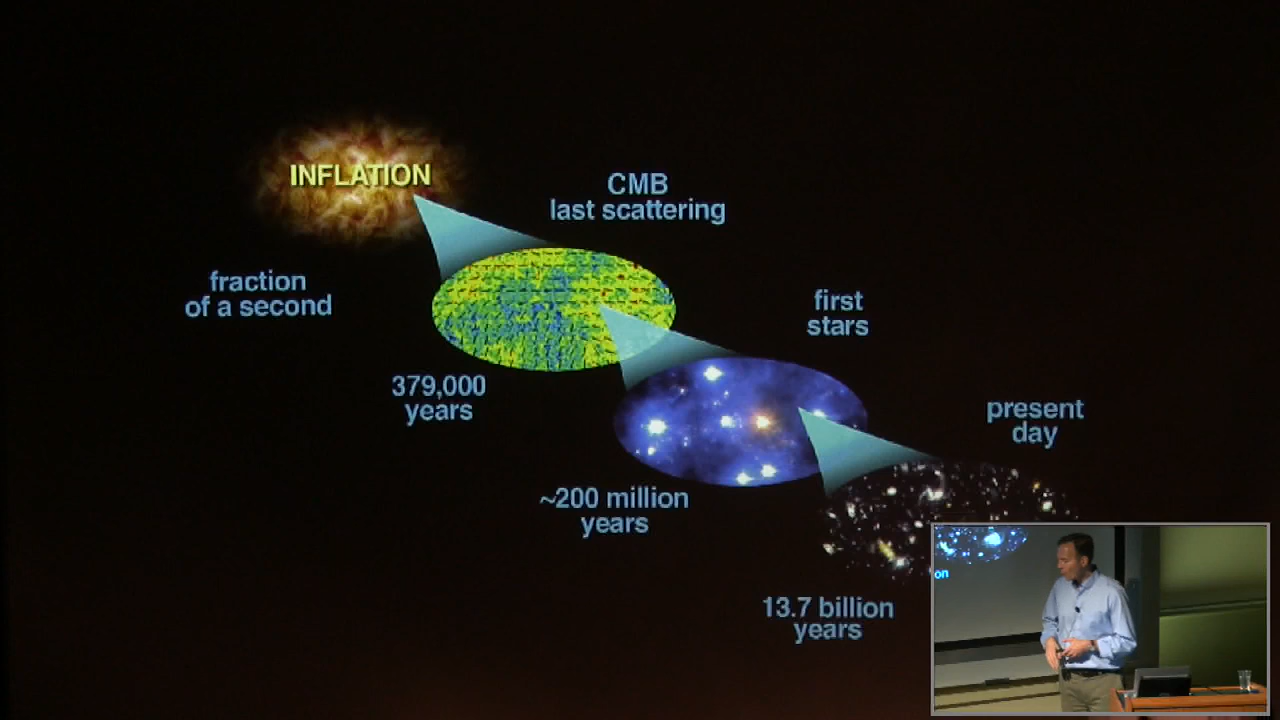 INFLATION
CMB
last scattering
fraction
of a second
first
stars
379,000
years
present
day
~200 million
years
13.7 billion
years
on